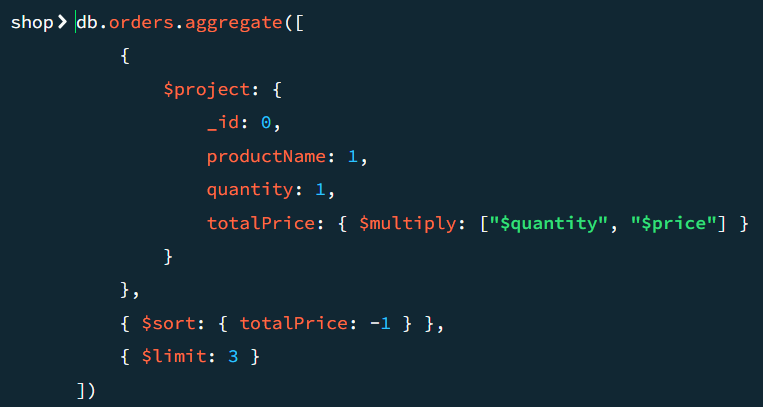 shop> db.orders.aggregate([
{
$project: {
_id: 0,
productName: 1,
quantity: 1,
totalPrice: { $multiply: ["$quantity", "$price"] }
}
},
{ $sort: { totalPrice: -1 } },
{ $limit: 3 }
])